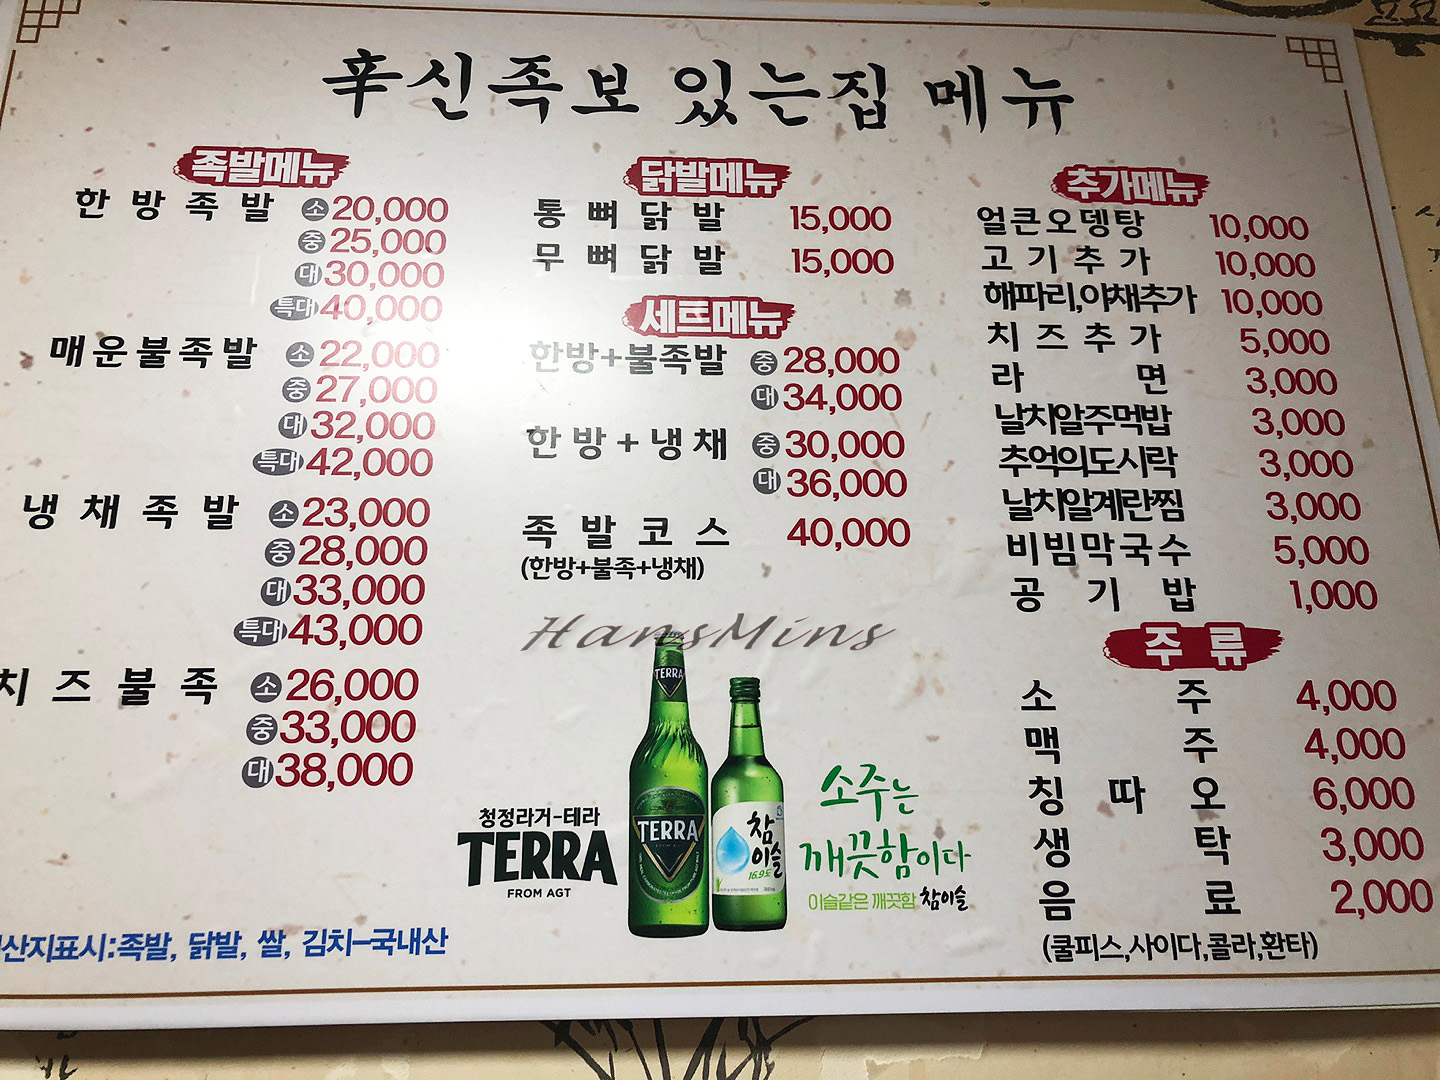 辛신족보 있는집 메뉴
족발메뉴
한방족발 소 20,000
중 25,000
대 30,000
특대 40,000
매운불족발 소 22,000
중 27,000
대 32,000
특대 42,000
냉채족발 소 23,000
중 28,000
대 33,000
특대 43,000
치즈불족 소 26,000
중 33,000
대 38,000
산지표시:족발, 닭발, 쌀, 김치-국내산
닭발메뉴
통뼈닭발 15,000
무뼈닭발 15,000
세트메뉴
한방+불족발 중 28,000
대 34,000
한방+냉채 중 30,000
대 36,000
족발코스 40,000
(한방+불족+냉채)
HansMins
청정라거-테라
TERRA
FROM AGT
TERRA
TERRA
참이슬
16.9도
소주는
깨끗함이다
이슬같은 깨끗함 참이슬
추가메뉴
얼큰오뎅탕 10,000
고기추가 10,000
해파리,야채추가 10,000
치즈추가 5,000
라면 3,000
날치알주먹밥 3,000
추억의도시락 3,000
날치알계란찜 3,000
비빔막국수 5,000
공기밥 1,000
주류
소주 4,000
맥주 4,000
칭따오 6,000
생탁 3,000
음료 2,000
(쿨피스,사이다,콜라,환타)